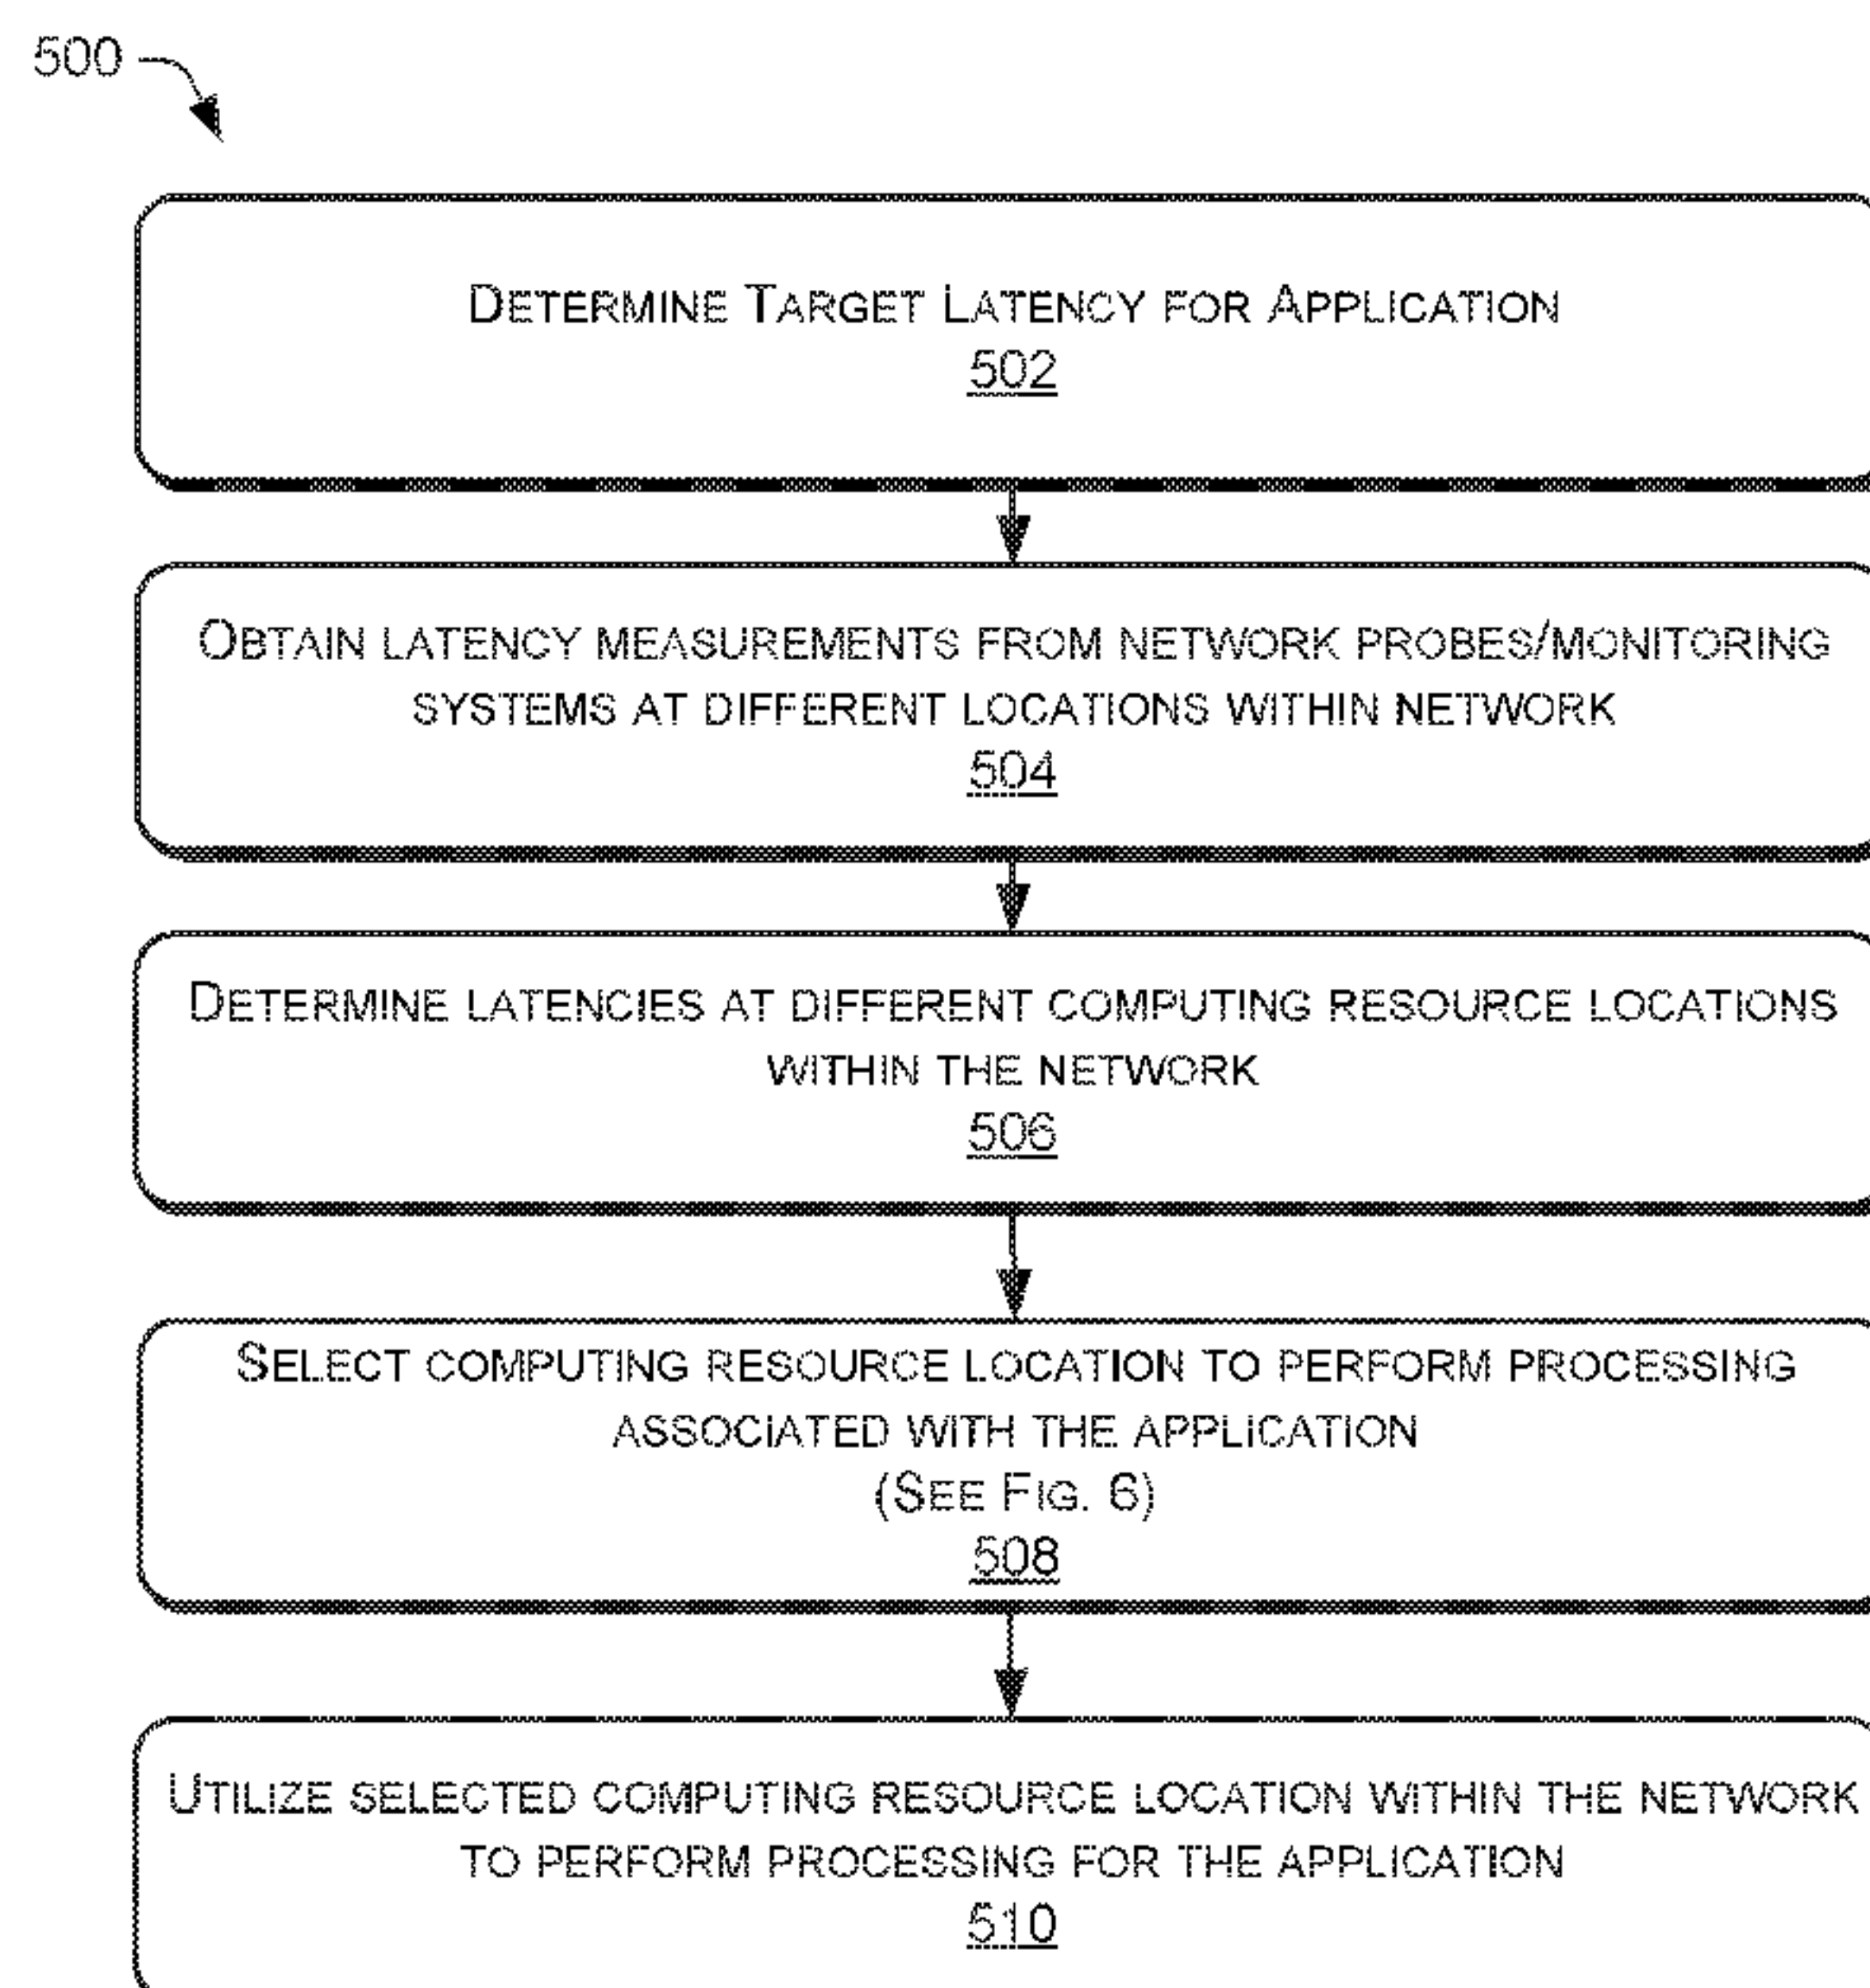 500
DETERMINE TARGET LATENCY FOR APPLICATION
502
OBTAIN LATENCY MEASUREMENTS FROM NETWORK PROBES/MONITORING
SYSTEMS AT DIFFERENT LOCATIONS WITHIN NETWORK
504
DETERMINE LATENCIES AT DIFFERENT COMPUTING RESOURCE LOCATIONS
WITHIN THE NETWORK
506
SELECT COMPUTING RESOURCE LOCATION TO PERFORM PROCESSING
ASSOCIATED WITH THE APPLICATION
(SEE FIG. 6)
508
UTILIZE SELECTED COMPUTING RESOURCE LOCATION WITHIN THE NETWORK
TO PERFORM PROCESSING FOR THE APPLICATION
510